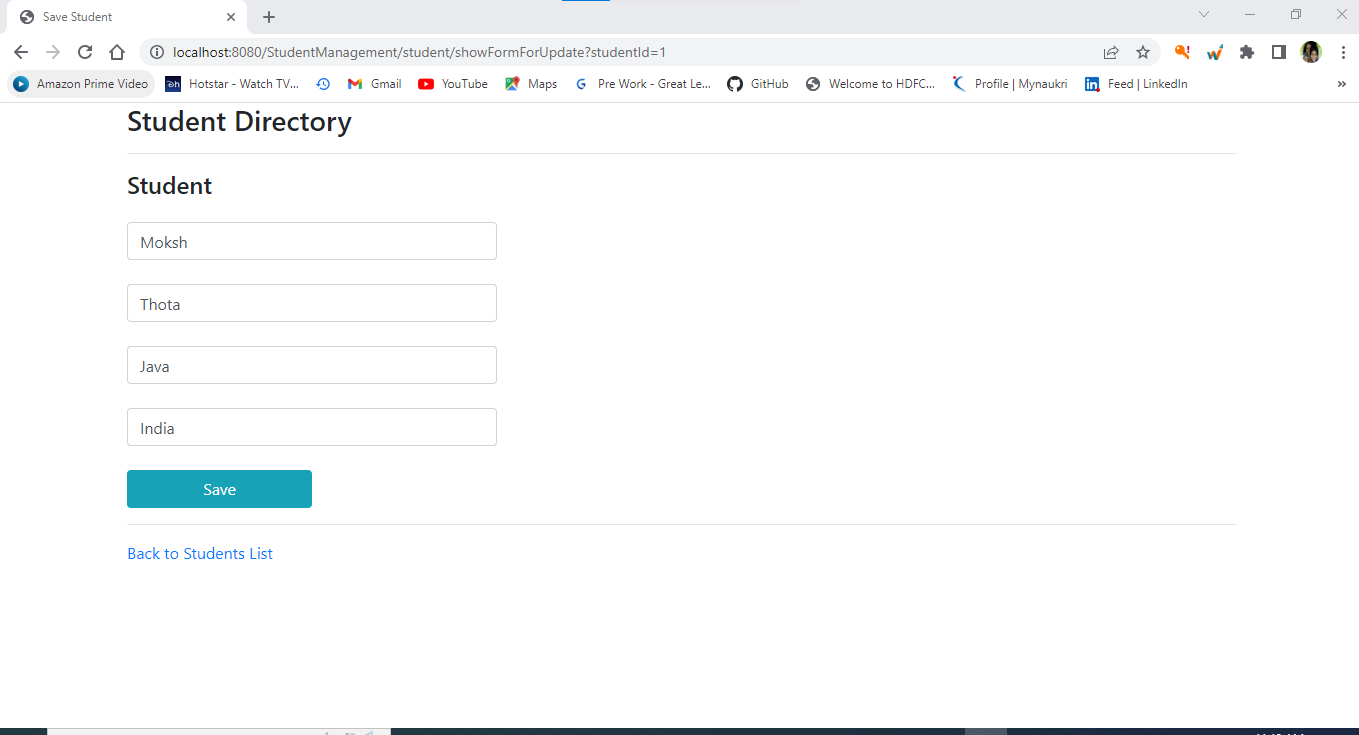 Save Student
localhost:8080/StudentManagement/student/showFormForUpdate?studentId=1
Amazon Prime Video Hotstar - Watch TV... Gmail YouTube Maps Pre Work - Great Le... GitHub Welcome to HDFC... Profile | Mynaukri Feed | LinkedIn »
Student Directory
Student
Moksh
Thota
Java
India
Save
Back to Students List